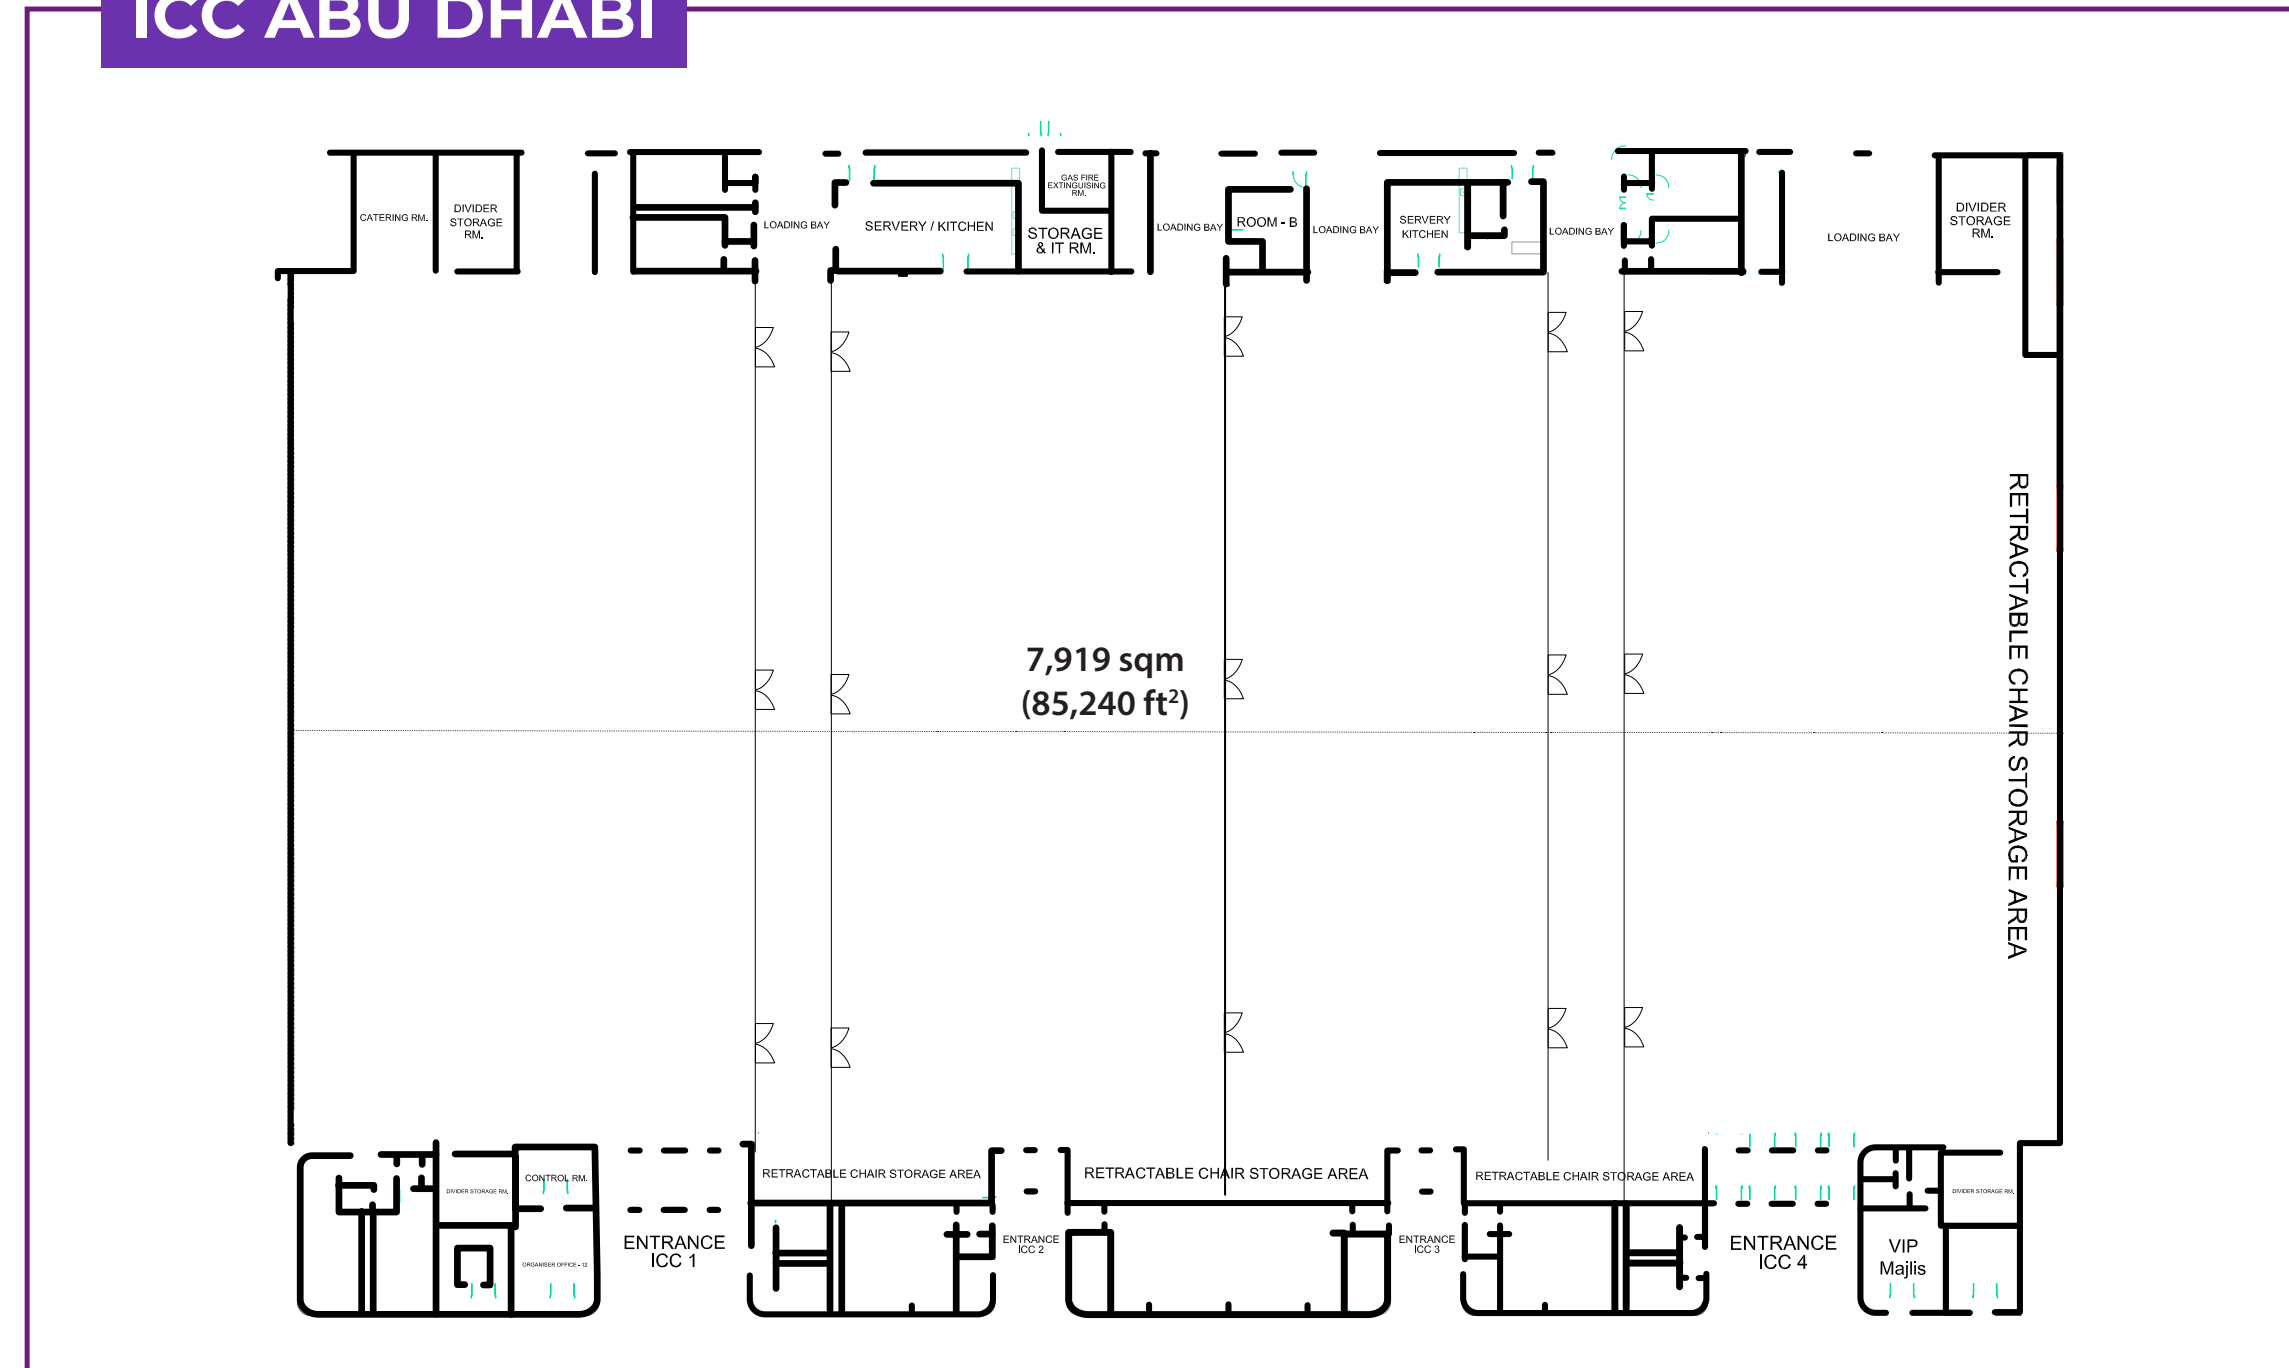 ICC ABU DHABI
CATERING RM.
DIVIDER
STORAGE
RM.
LOADING BAY
SERVERY / KITCHEN
GAS FIRE
EXTINGUISING
RM.
STORAGE
& IT RM.
LOADING BAY
ROOM - B
LOADING BAY
SERVERY
KITCHEN
LOADING BAY
LOADING BAY
DIVIDER
STORAGE
RM.
RETRACTABLE CHAIR STORAGE AREA
7,919 sqm
(85,240 ft²)
DIVIDER STORAGE RM.
CONTROL RM.
ORGANISER OFFICE - 12
ENTRANCE
ICC 1
RETRACTABLE CHAIR STORAGE AREA
ENTRANCE
ICC 2
RETRACTABLE CHAIR STORAGE AREA
ENTRANCE
ICC 3
RETRACTABLE CHAIR STORAGE AREA
ENTRANCE
ICC 4
VIP
Majlis
DIVIDER STORAGE RM.